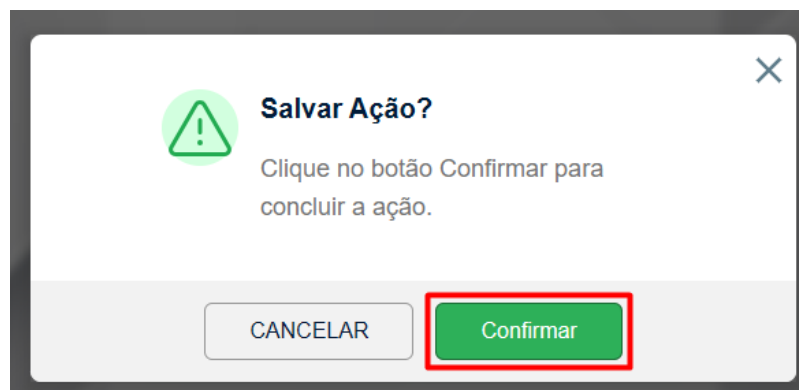 Salvar Ação?
Clique no botão Confirmar para
concluir a ação.
CANCELAR
Confirmar